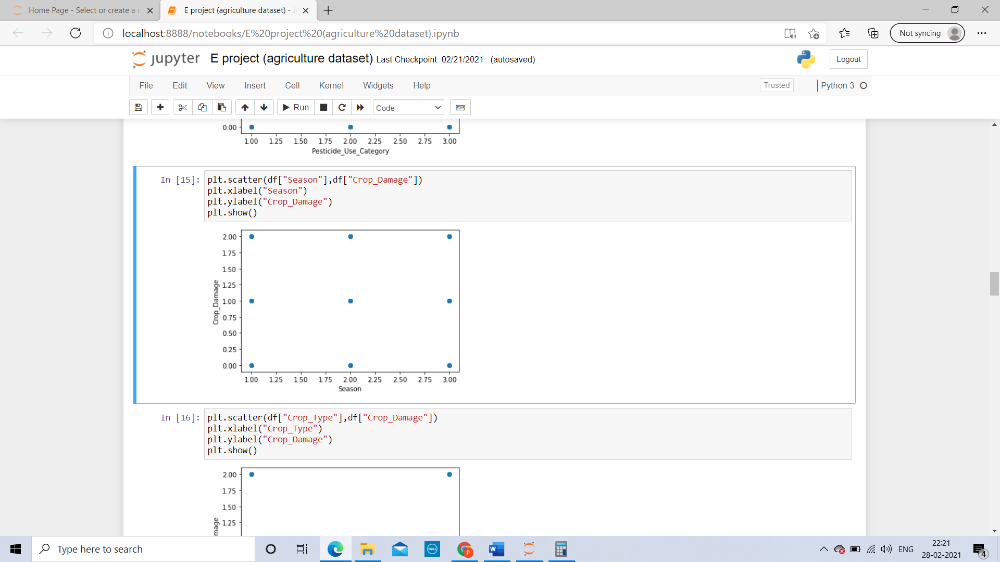 Home Page - Select or create a n
E project (agriculture dataset) - J
localhost:8888/notebooks/E%20project%20(agriculture%20dataset).ipynb
Not syncing
jupyter E project (agriculture dataset) Last Checkpoint: 02/21/2021 (autosaved)
Logout
File Edit View Insert Cell Kernel Widgets Help
Trusted
Python 3
Run
Code
0.00
1.00 1.25 1.50 1.75 2.00 2.25 2.50 2.75 3.00
Pesticide_Use_Category
In [15]:
plt.scatter(df["Season"],df["Crop_Damage"])
plt.xlabel("Season")
plt.ylabel("Crop_Damage")
plt.show()
2.00
1.75
1.50
1.25
1.00
0.75
0.50
0.25
0.00
Crop_Damage
1.00 1.25 1.50 1.75 2.00 2.25 2.50 2.75 3.00
Season
In [16]:
plt.scatter(df["Crop_Type"],df["Crop_Damage"])
plt.xlabel("Crop_Type")
plt.ylabel("Crop_Damage")
plt.show()
2.00
1.75
1.50
1.25
mage
Type here to search
DELL
p
W
ENG
22:21
28-02-2021
4